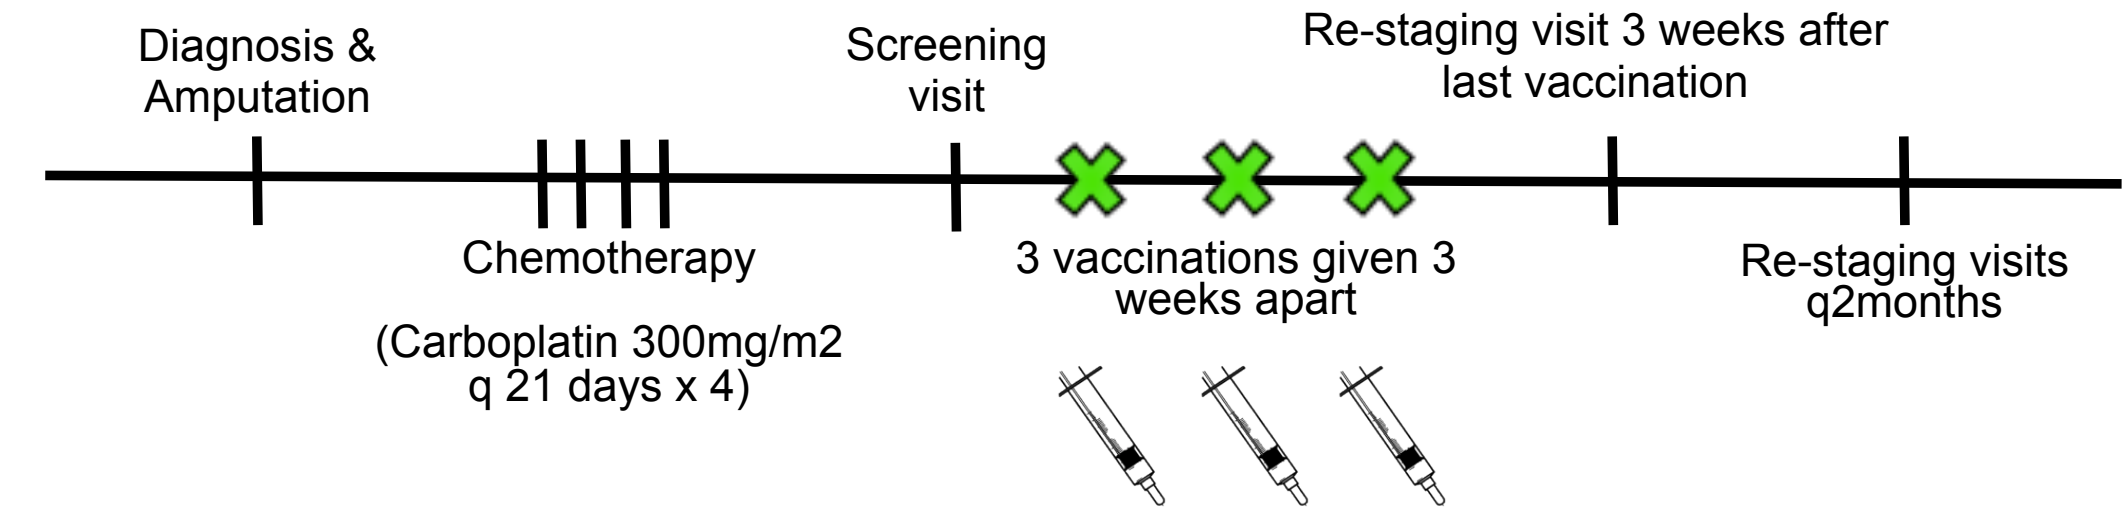 Diagnosis &
Amputation
Screening
visit
Re-staging visit 3 weeks after
last vaccination
Chemotherapy
(Carboplatin 300mg/m2
q 21 days x 4)
3 vaccinations given 3
weeks apart
Re-staging visits
q2months